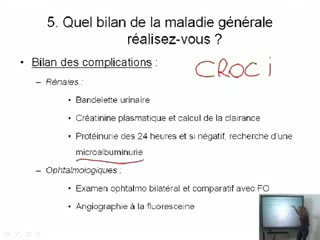 5. Quel bilan de la maladie générale
réalisez-vous ?
• Bilan des complications :
CROCi
– Rénales :
• Bandelette urinaire
• Créatinine plasmatique et calcul de la clairance
• Protéinurie des 24 heures et si négatif, recherche d'une
microalbuminurie
– Ophtalmologiques :
• Examen ophtalmo bilatéral et comparatif avec FO
• Angiographie à la fluoresceine